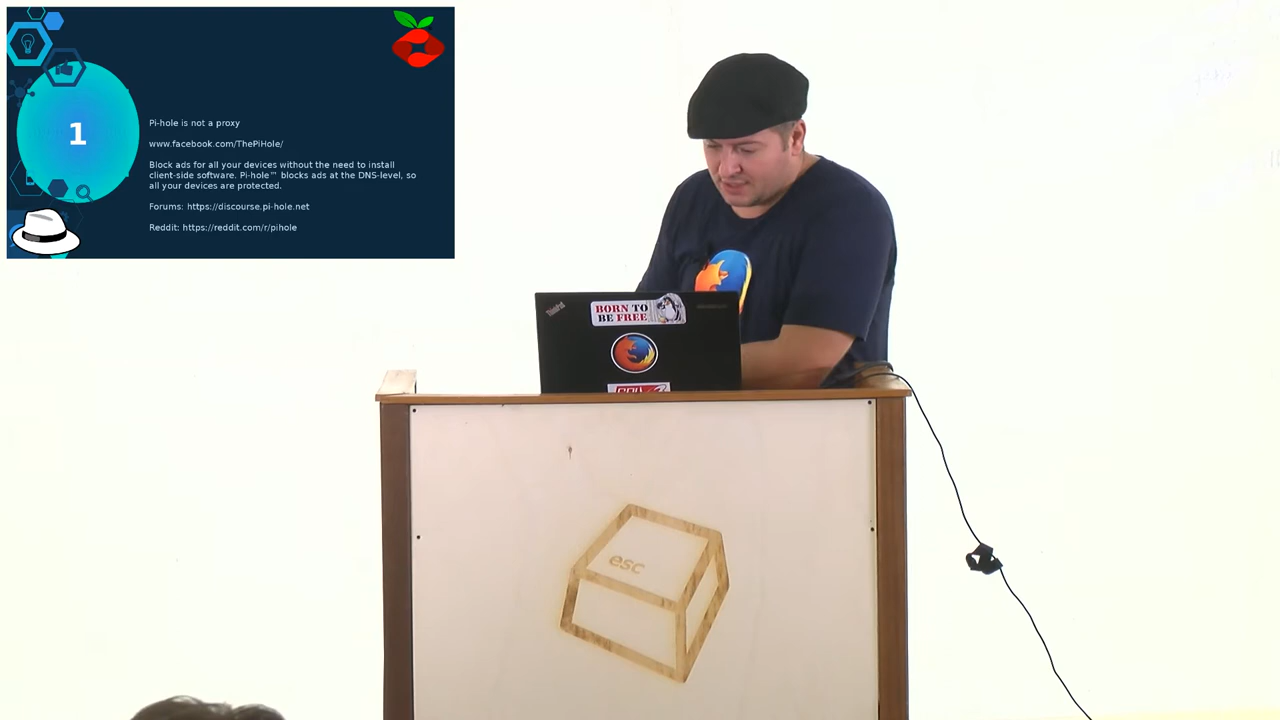 1
Pi-hole is not a proxy
www.facebook.com/ThePiHole/
Block ads for all your devices without the need to install
client-side software. Pi-hole™ blocks ads at the DNS-level, so
all your devices are protected.
Forums: https://discourse.pi-hole.net
Reddit: https://reddit.com/r/pihole
ThinkPad
BORN TO
BE FREE
esc